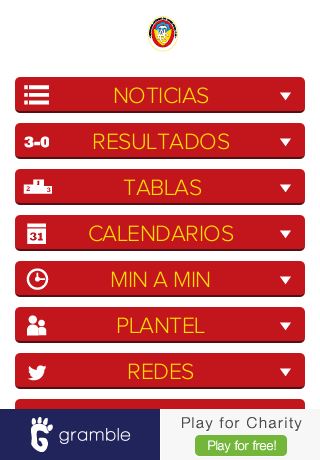 NOTICIAS
3-0 RESULTADOS
2 1 3 TABLAS
31 CALENDARIOS
MIN A MIN
PLANTEL
REDES
gramble
Play for Charity
Play for free!